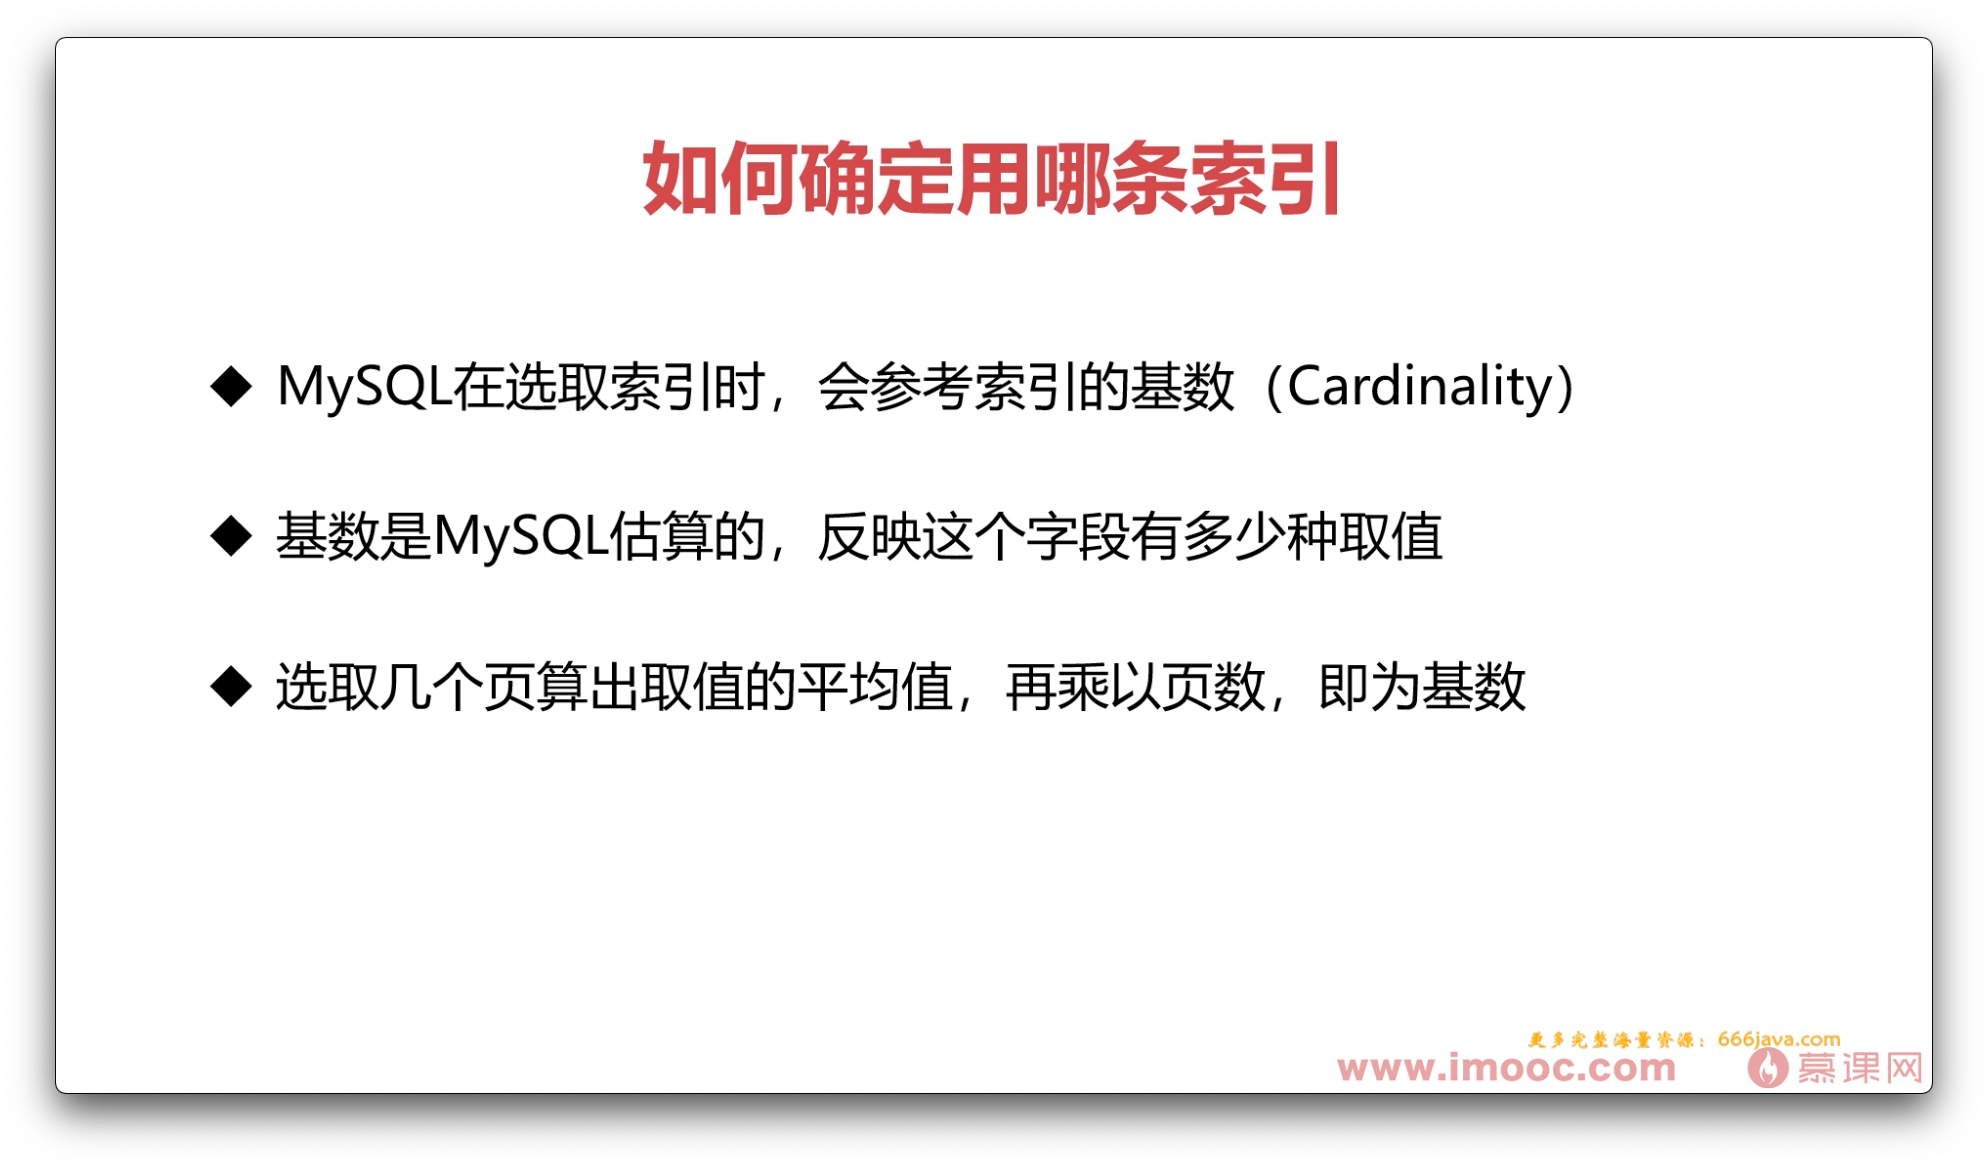 如何确定用哪条索引
◆ MySQL在选取索引时，会参考索引的基数（Cardinality）
◆ 基数是MySQL估算的，反映这个字段有多少种取值
◆ 选取几个页算出取值的平均值，再乘以页数，即为基数
更多完整海量资源：666java.com
www.imooc.com 慕课网